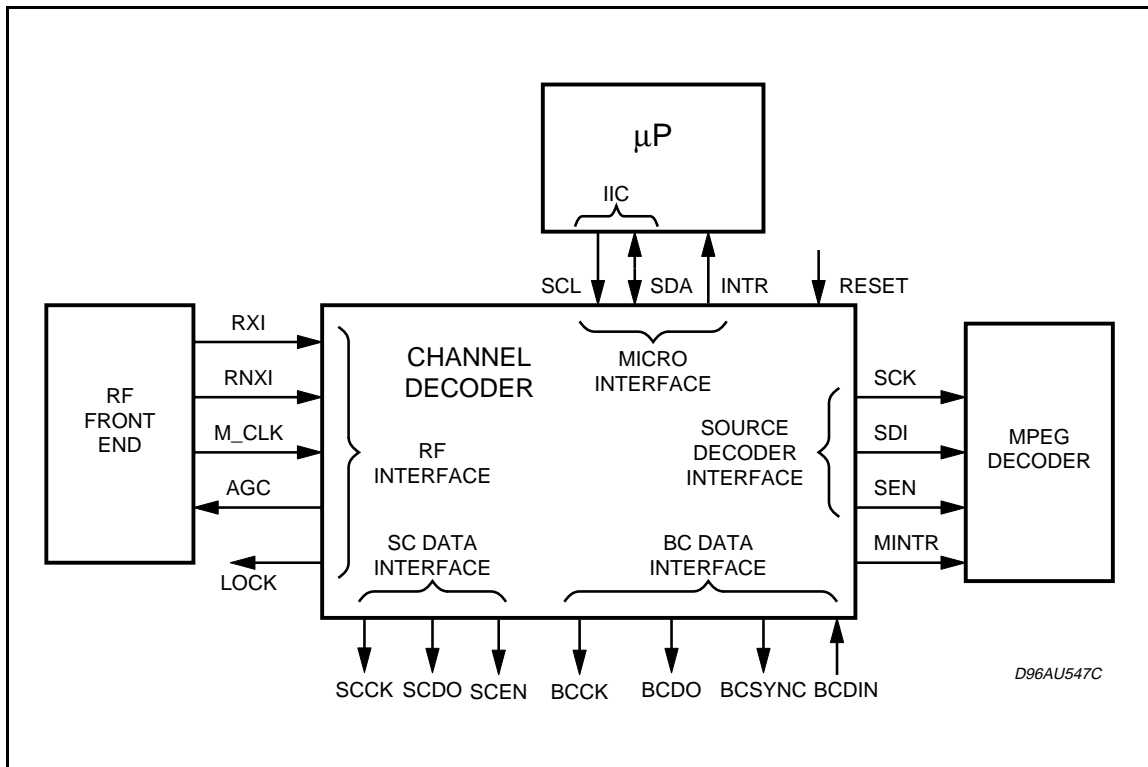 μP
IIC
SCL
SDA
INTR
RESET
RXI
RNXI
M_CLK
AGC
LOCK
RF
FRONT
END
CHANNEL
DECODER
MICRO
INTERFACE
RF
INTERFACE
SOURCE
DECODER
INTERFACE
SCK
SDI
SEN
MINTR
MPEG
DECODER
SC DATA
INTERFACE
BC DATA
INTERFACE
SCCK
SCDO
SCEN
BCCK
BCDO
BCSYNC
BCDIN
D96AU547C